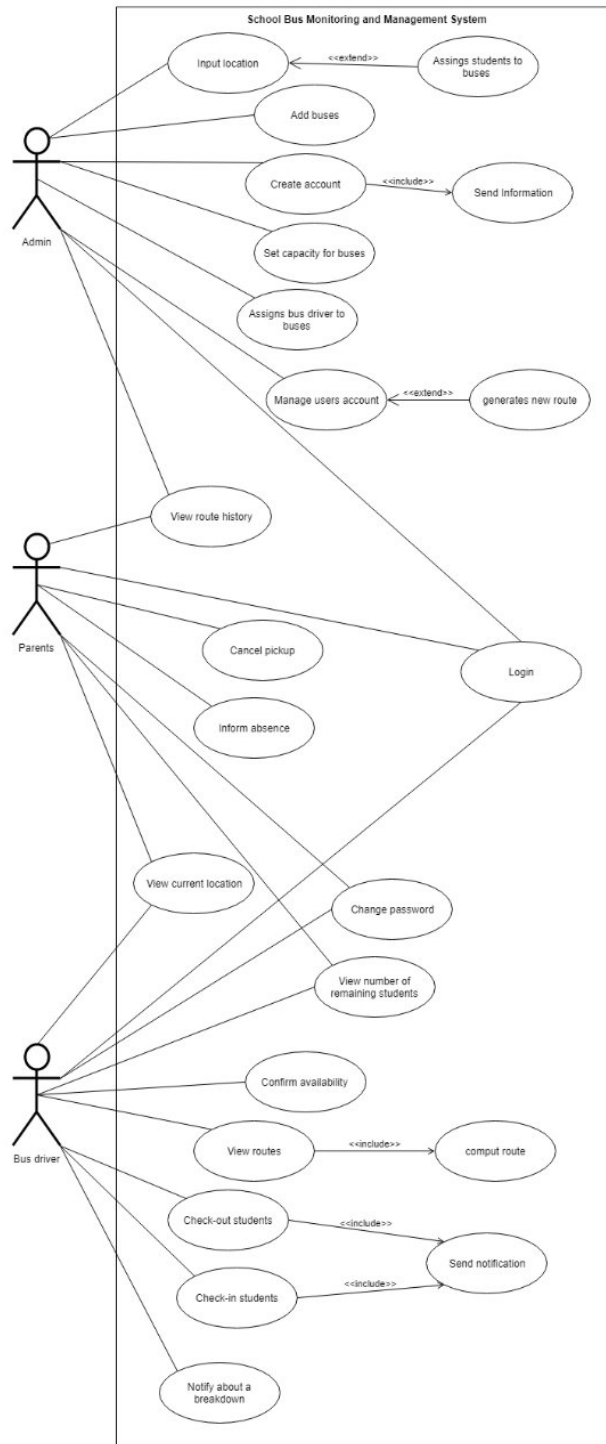 School Bus Monitoring and Management System
Input location
<<extend>>
Assings students to
buses
Add buses
Create account
<<include>>
Send Information
Admin
Set capacity for buses
Assigns bus driver to
buses
Manage users account
<<extend>>
generates new route
View route history
Parents
Cancel pickup
Login
Inform absence
View current location
Change password
View number of
remaining students
Confirm availability
Bus driver
View routes
<<include>>
comput route
Check-out students
<<include>>
Send notification
Check-in students
<<include>>
Notify about a
breakdown